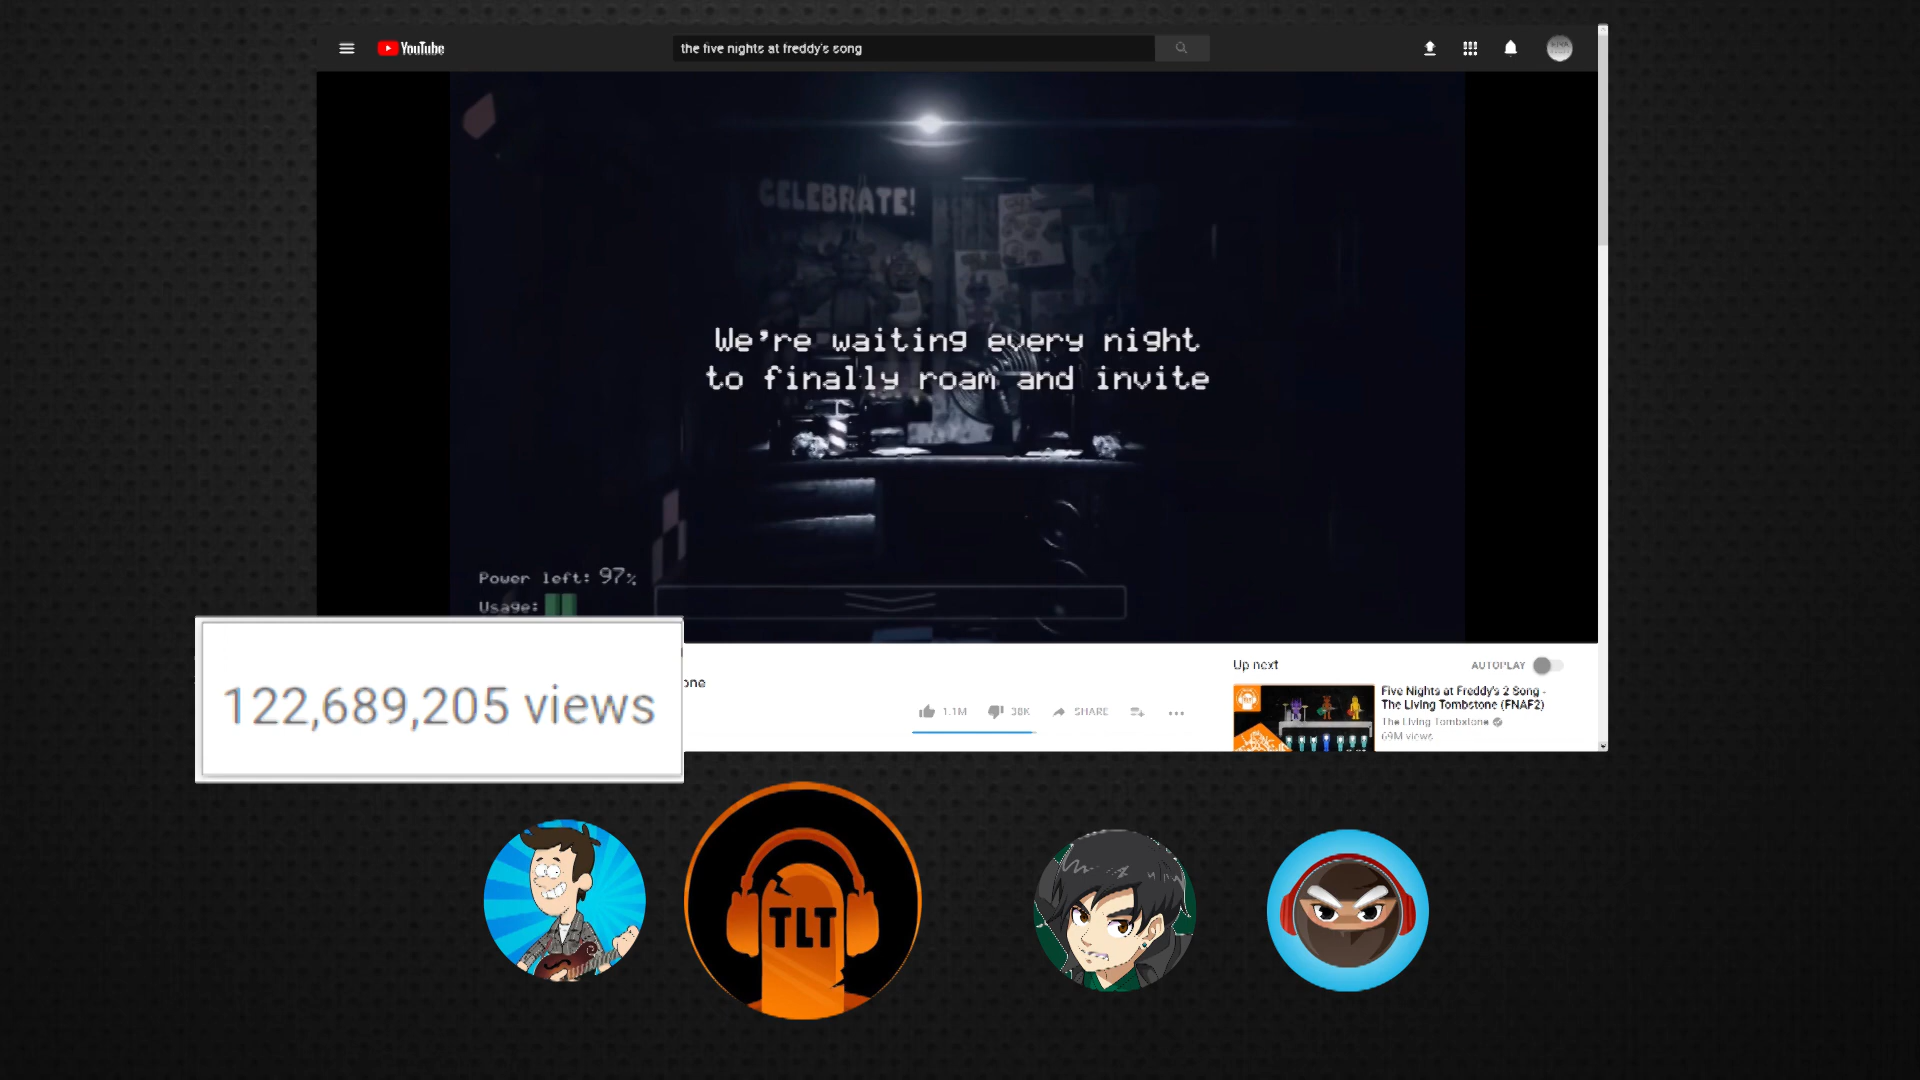 YouTube
the five nights at freddy's song
CELEBRATE!
We're waiting every night
to finally roam and invite
Power left: 97%
Usage:
122,689,205 views
one
1.1M
38K
SHARE
Up next
AUTOPLAY
Five Nights at Freddy's 2 Song -
The Living Tombstone (FNAF2)
The Living Tombstone
69M views
TLT